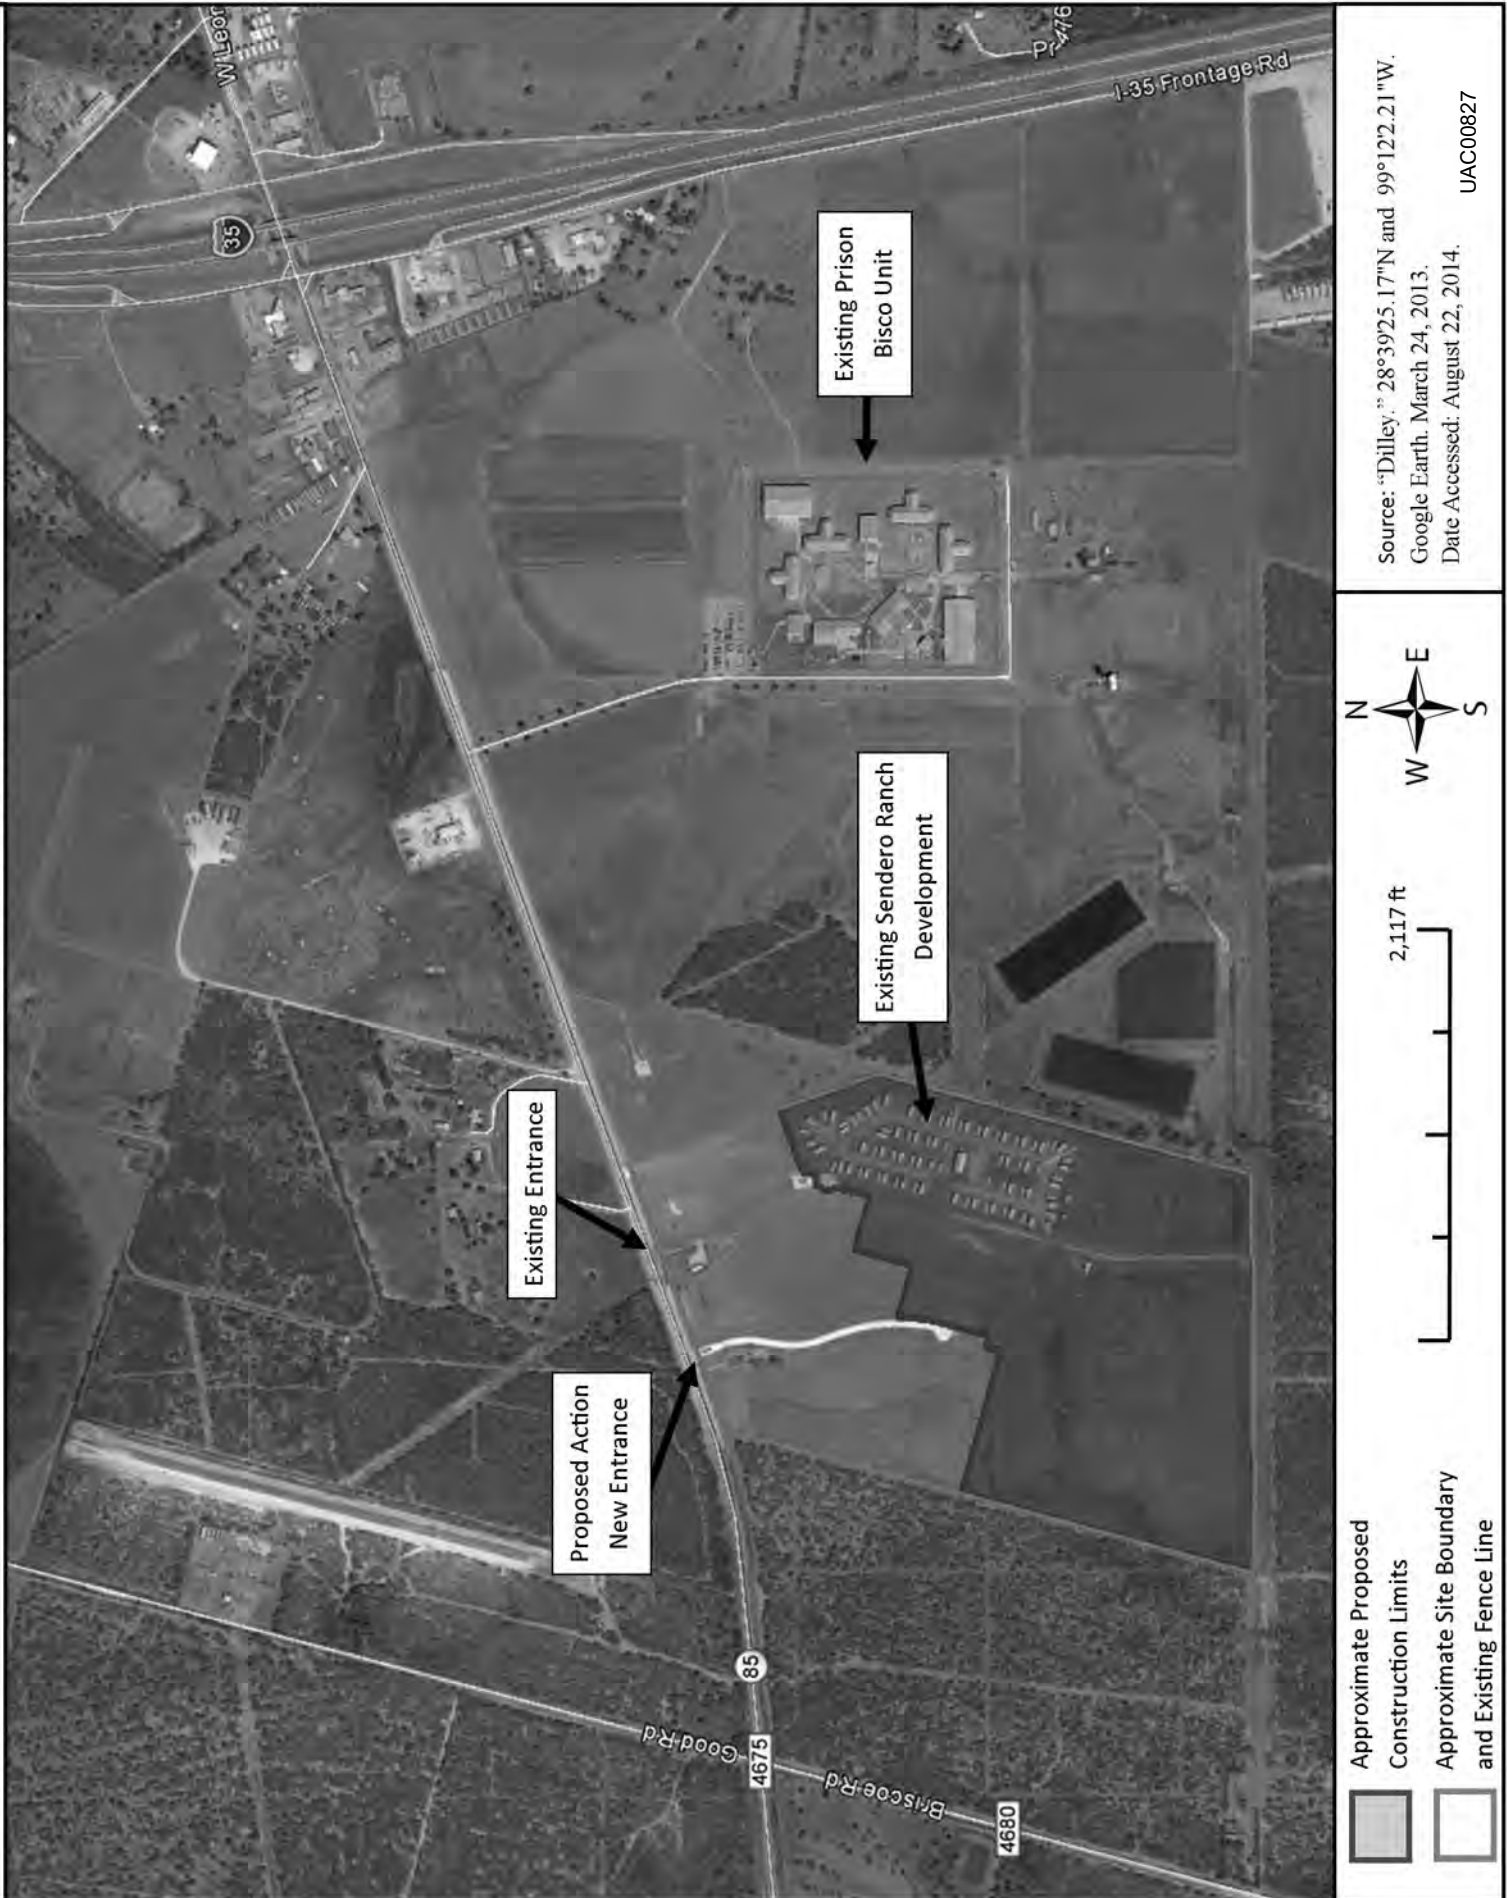 W Leor
35
Pr-476
I-35 Frontage Rd
Existing Prison
Bisco Unit
Existing Sendero Ranch
Development
Existing Entrance
Proposed Action
New Entrance
85
4675
Good Rd
Briscoe Rd
4680
Approximate Proposed
Construction Limits
Approximate Site Boundary
and Existing Fence Line
2,117 ft
N
W
E
S
Source: “Dilley.” 28°39'25.17"N and 99°12'2.21"W.
Google Earth. March 24, 2013.
Date Accessed: August 22, 2014.
UAC00827